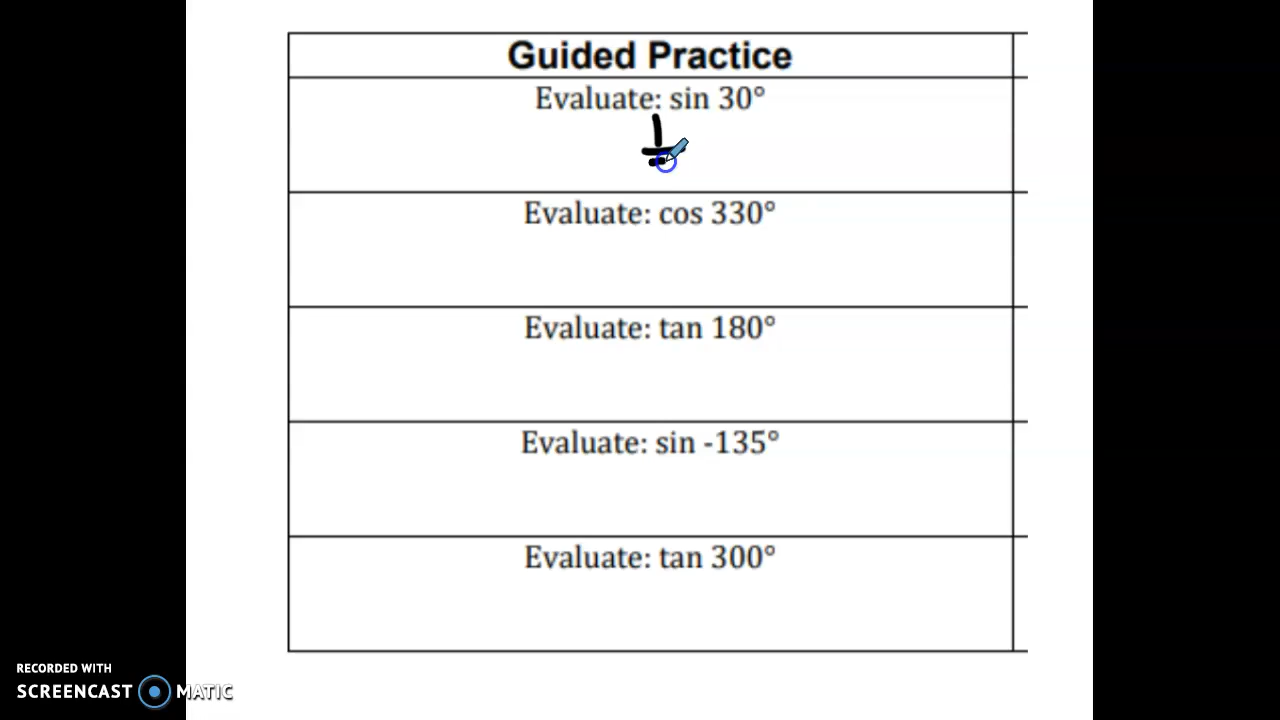 Guided Practice
Evaluate: sin 30°
1
Evaluate: cos 330°
Evaluate: tan 180°
Evaluate: sin -135°
Evaluate: tan 300°
RECORDED WITH
SCREENCAST MATIC